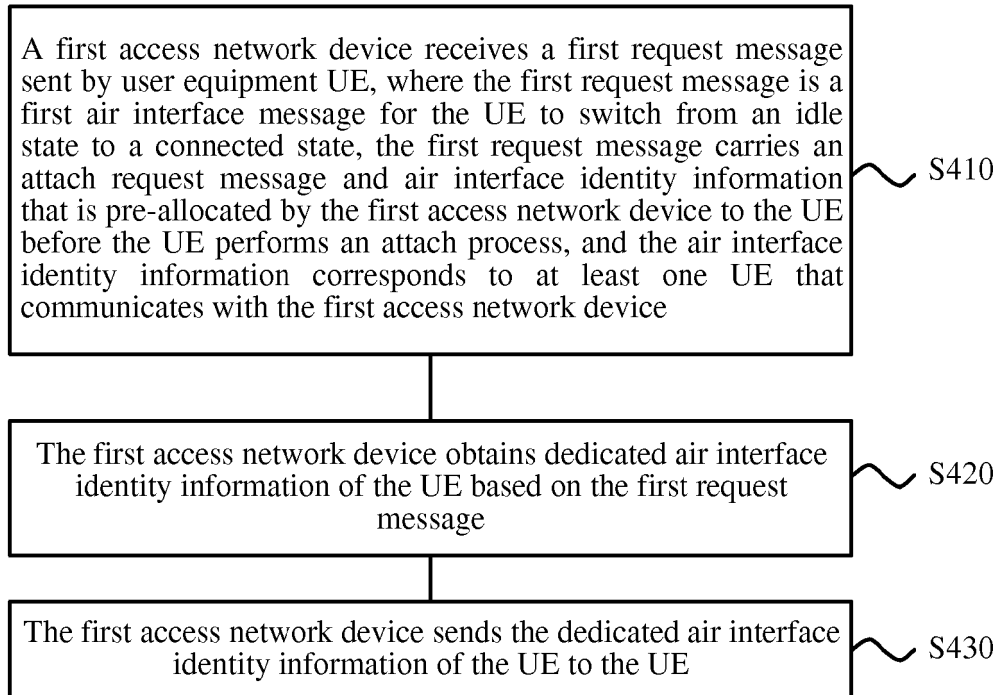 A first access network device receives a first request message
sent by user equipment UE, where the first request message is a
first air interface message for the UE to switch from an idle
state to a connected state, the first request message carries an
attach request message and air interface identity information
that is pre-allocated by the first access network device to the UE
before the UE performs an attach process, and the air interface
identity information corresponds to at least one UE that
communicates with the first access network device
S410
The first access network device obtains dedicated air interface
identity information of the UE based on the first request
message
S420
The first access network device sends the dedicated air interface
identity information of the UE to the UE
S430